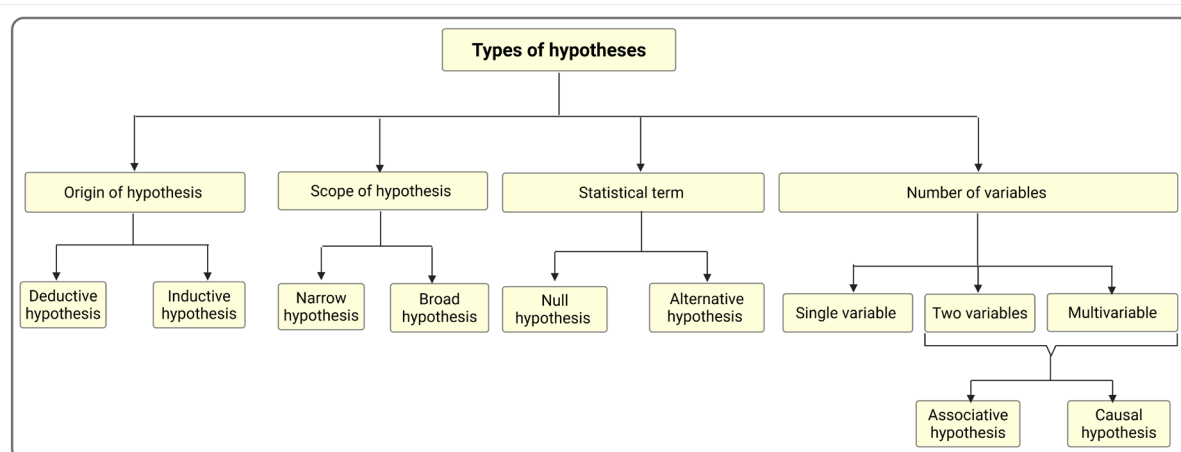 Types of hypotheses
Origin of hypothesis
Scope of hypothesis
Statistical term
Number of variables
Deductive
hypothesis
Inductive
hypothesis
Narrow
hypothesis
Broad
hypothesis
Null
hypothesis
Alternative
hypothesis
Single variable
Two variables
Multivariable
Associative
hypothesis
Causal
hypothesis